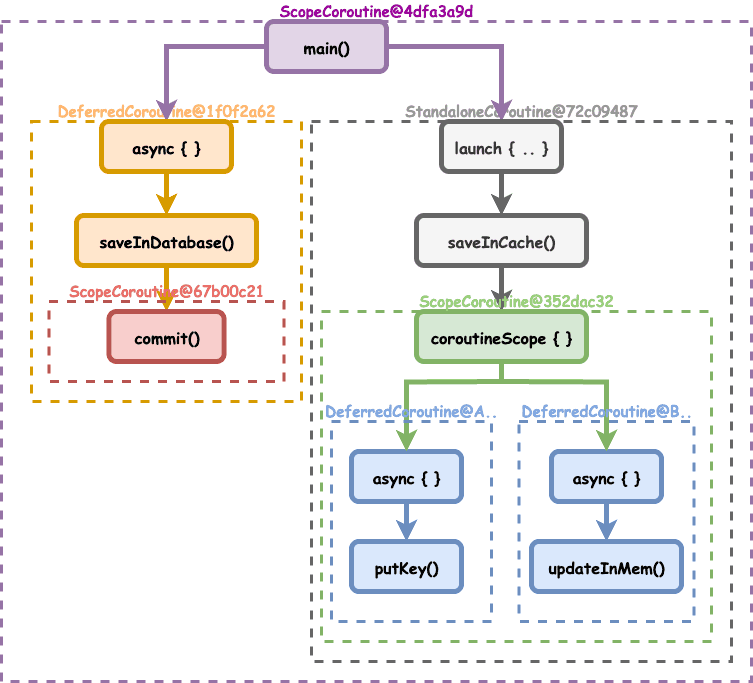 ScopeCoroutine@4dfa3a9d
main()
DeferredCoroutine@1f0f2a62
StandaloneCoroutine@72c09487
async { }
launch { .. }
saveInDatabase()
saveInCache()
ScopeCoroutine@67b00c21
ScopeCoroutine@352dac32
commit()
coroutineScope { }
DeferredCoroutine@A..
DeferredCoroutine@B..
async { }
async { }
putKey()
updateInMem()